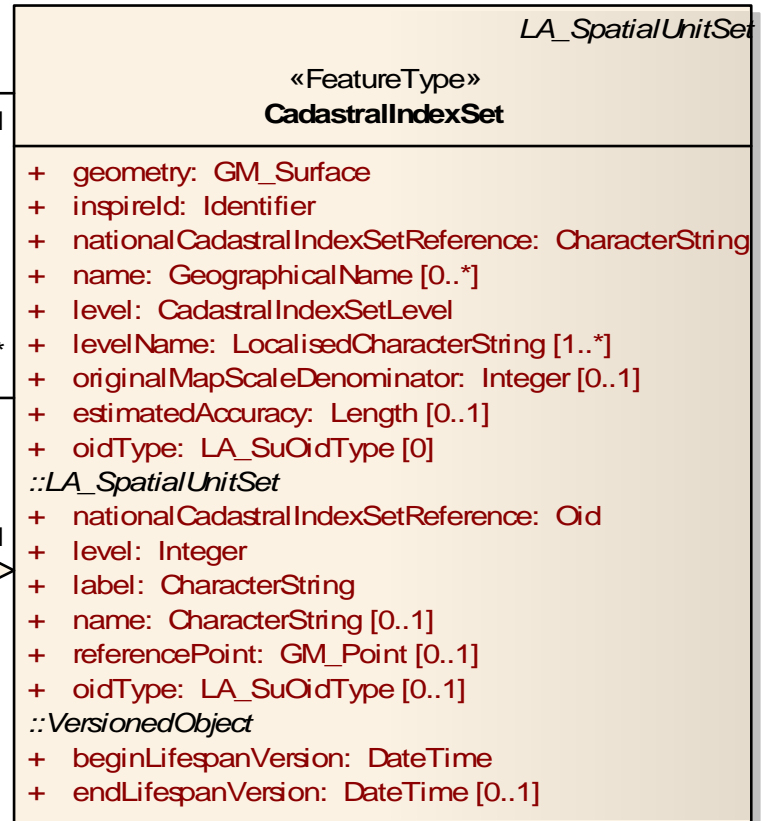 LA_SpatialUnitSet
«FeatureType»
CadastralIndexSet
+ geometry: GM_Surface
+ inspireId: Identifier
+ nationalCadastralIndexSetReference: CharacterString
+ name: GeographicalName [0..*]
+ level: CadastralIndexSetLevel
+ levelName: LocalisedCharacterString [1..*]
+ originalMapScaleDenominator: Integer [0..1]
+ estimatedAccuracy: Length [0..1]
+ oidType: LA_SuOidType [0]
::LA_SpatialUnitSet
+ nationalCadastralIndexSetReference: Oid
+ level: Integer
+ label: CharacterString
+ name: CharacterString [0..1]
+ referencePoint: GM_Point [0..1]
+ oidType: LA_SuOidType [0..1]
::VersionedObject
+ beginLifespanVersion: DateTime
+ endLifespanVersion: DateTime [0..1]